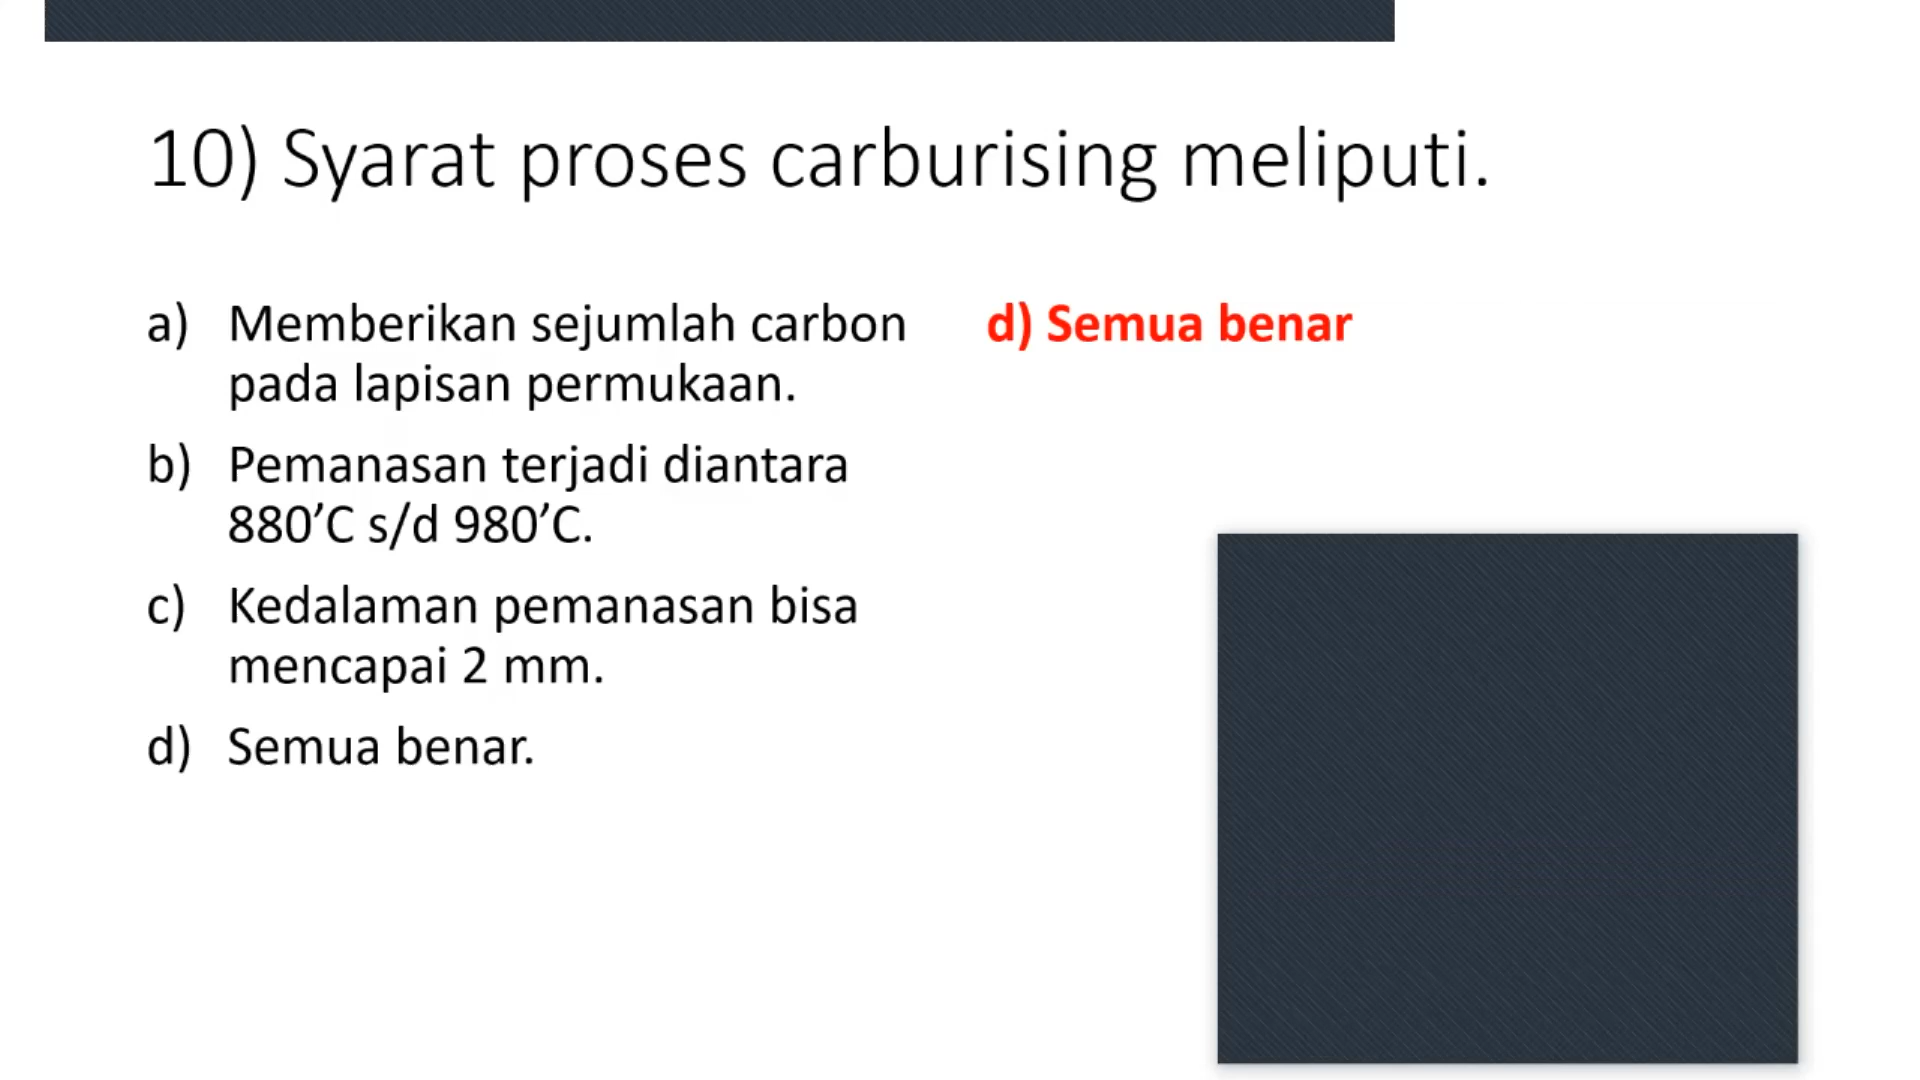 10) Syarat proses carburising meliputi.
a) Memberikan sejumlah carbon
pada lapisan permukaan.
b) Pemanasan terjadi diantara
880’C s/d 980’C.
c) Kedalaman pemanasan bisa
mencapai 2 mm.
d) Semua benar.
d) Semua benar